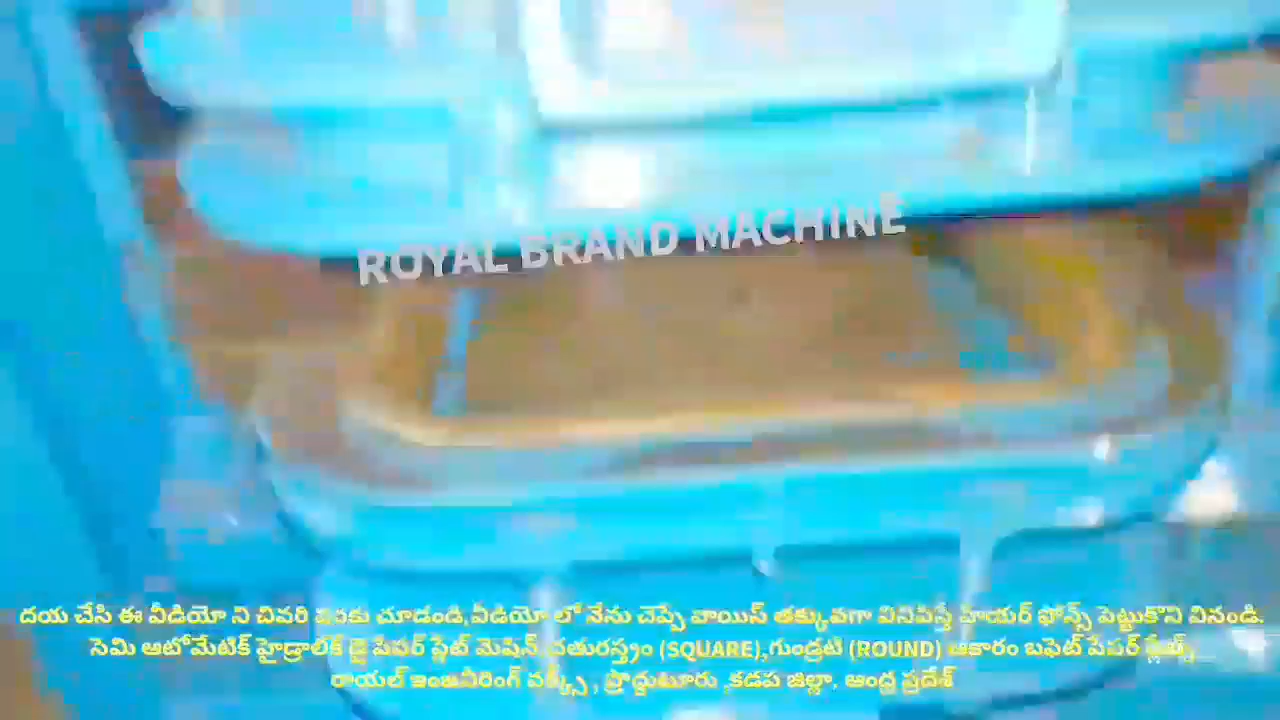 ROYAL BRAND MACHINE
దయ చేసి ఈ వీడియో ని చివరి వరకు చూడండి,వీడియో లో నేను చెప్పే వాయిస్ తక్కువగా వినిపిస్తే హియర్ ఫోన్స్ పెట్టుకొని వినండి.
సెమి ఆటోమేటిక్ హైడ్రాలిక్ డై పేపర్ ప్లేట్ మెషిన్ చతురస్త్రం (SQUARE),గుండ్రటి (ROUND) ఆకారం బఫెట్ పేపర్ ప్లేట్స్
రాయల్ ఇంజనీరింగ్ వర్క్స్ , ప్రొద్దుటూరు ,కడప జిల్లా. ఆంధ్ర ప్రదేశ్